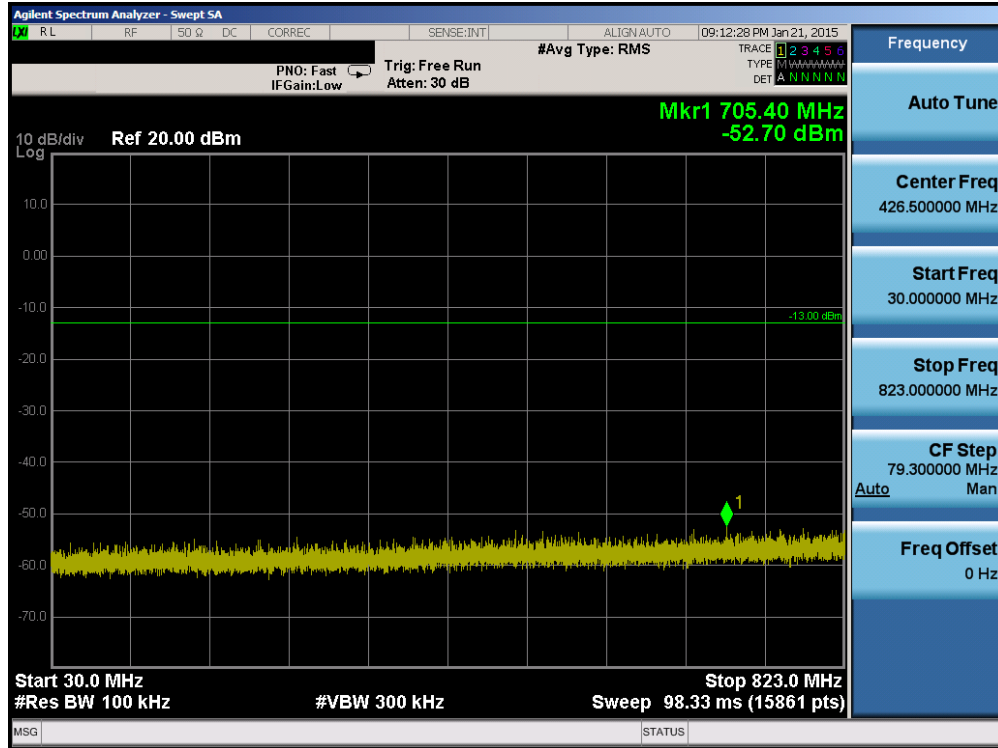 Agilent Spectrum Analyzer - Swept SA
LXI RL RF 50 Ω DC CORREC SENSE:INT ALIGN AUTO 09:12:28 PM Jan 21, 2015
#Avg Type: RMS TRACE 1 2 3 4 5 6
PNO: Fast Trig: Free Run TYPE M WWWWW
IFGain:Low Atten: 30 dB DET A N N N N N
Mkr1 705.40 MHz
10 dB/div Ref 20.00 dBm -52.70 dBm
Log
10.0
0.00
-10.0
-13.00 dBm
-20.0
-30.0
-40.0
-50.0
1
-60.0
-70.0
Start 30.0 MHz Stop 823.0 MHz
#Res BW 100 kHz #VBW 300 kHz Sweep 98.33 ms (15861 pts)
MSG STATUS
Frequency
Auto Tune
Center Freq
426.500000 MHz
Start Freq
30.000000 MHz
Stop Freq
823.000000 MHz
CF Step
79.300000 MHz
Auto Man
Freq Offset
0 Hz